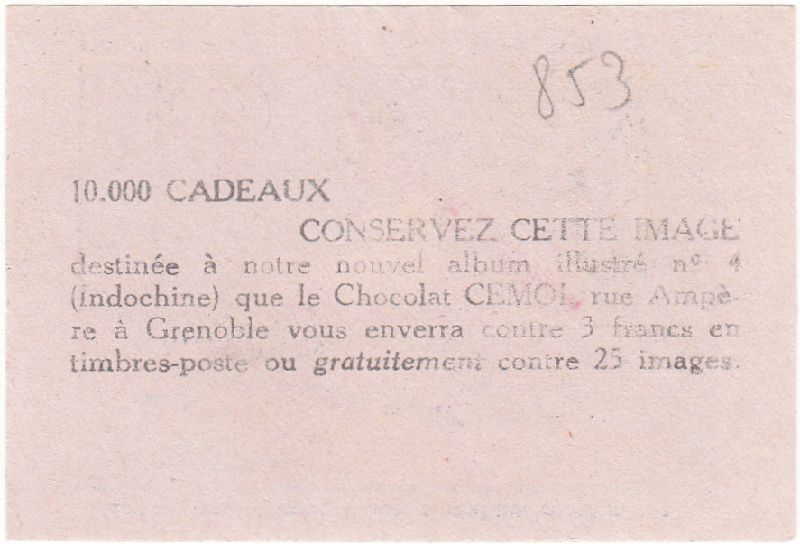 853
10.000 CADEAUX
CONSERVEZ CETTE IMAGE
destinée à notre nouvel album illustré nº 4
(Indochine) que le Chocolat CEMOI, rue Ampè-
re à Grenoble vous enverra contre 3 francs en
timbres-poste ou gratuitement contre 25 images.